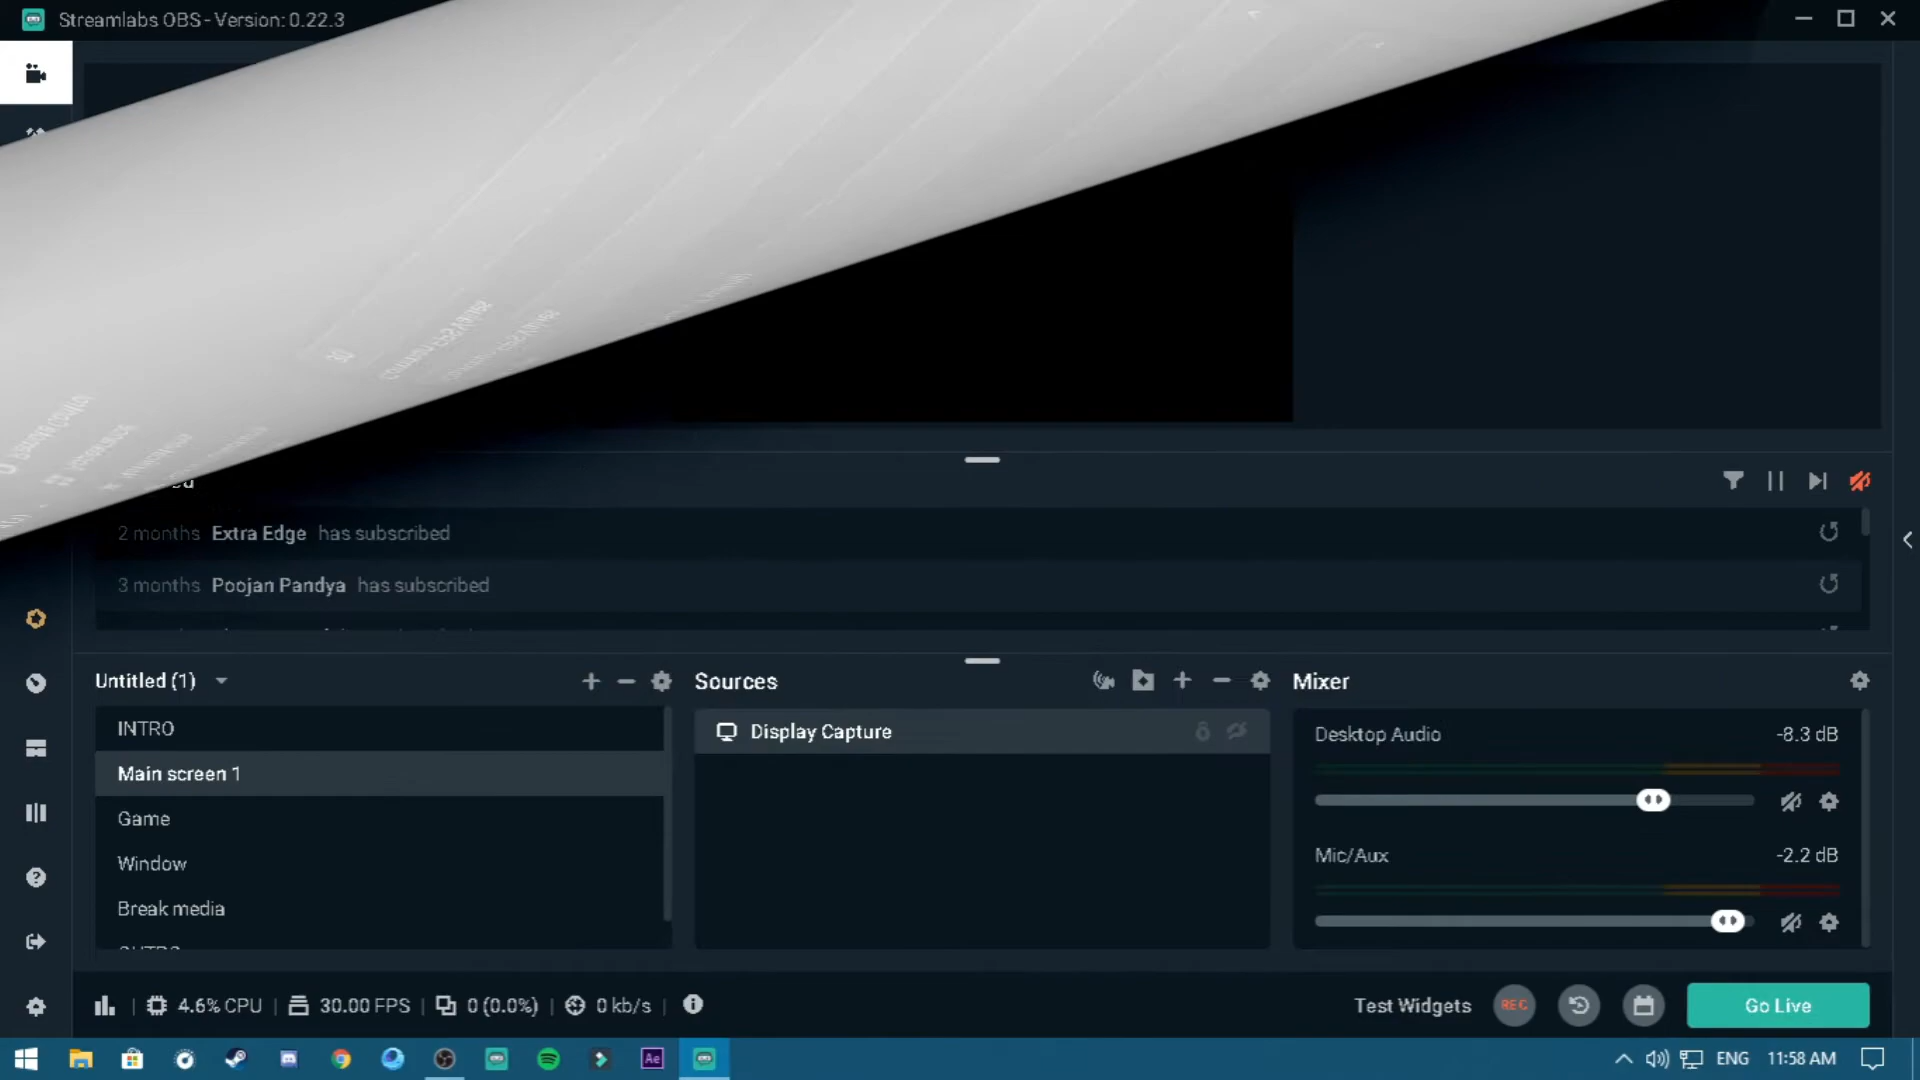 Streamlabs OBS - Version: 0.22.3
2 months Extra Edge has subscribed
3 months Poojan Pandya has subscribed
Untitled (1)
Sources
Mixer
INTRO
Main screen 1
Game
Window
Break media
Display Capture
Desktop Audio -8.3 dB
Mic/Aux -2.2 dB
4.6% CPU
30.00 FPS
0 (0.0%)
0 kb/s
Test Widgets
REC
Go Live
Ae
ENG
11:58 AM